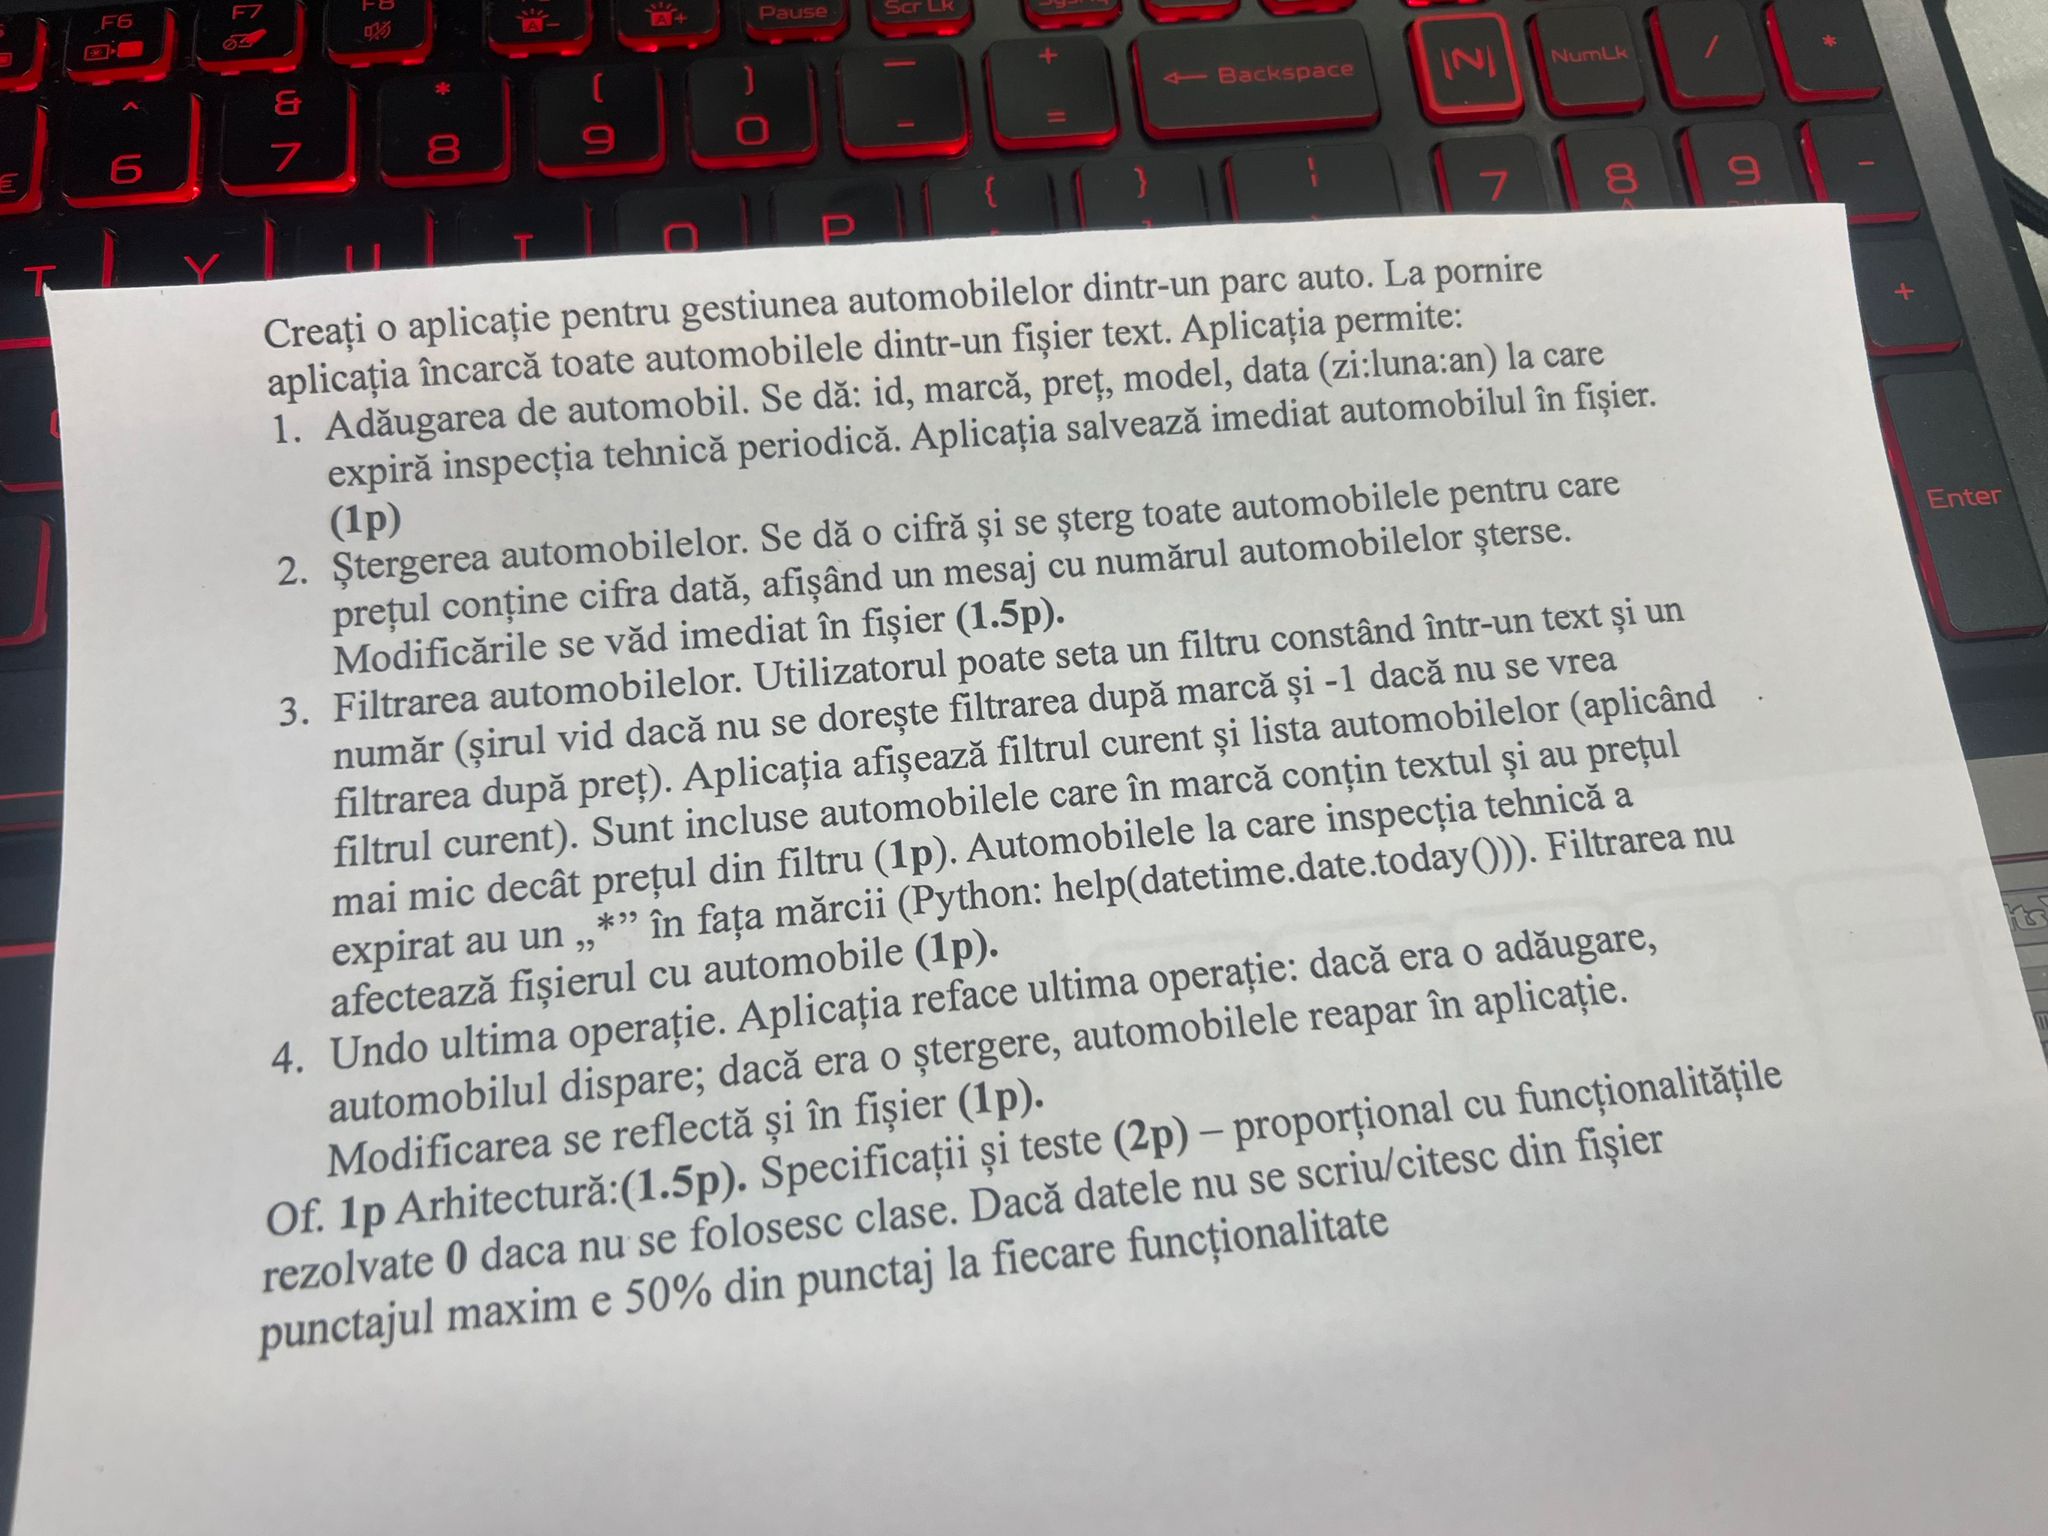 F6
F7
F8
Pause
Scr Lk
^
6
&
7
*
8
(
9
)
0
-
+
=
Backspace
|N|
NumLk
/
*
€
T
Y
U
I
O
P
{
}
7
8
9
-
+
Enter
Creați o aplicație pentru gestiunea automobilelor dintr-un parc auto. La pornire
aplicația încarcă toate automobilele dintr-un fișier text. Aplicația permite:
1. Adăugarea de automobil. Se dă: id, marcă, preț, model, data (zi:luna:an) la care
expiră inspecția tehnică periodică. Aplicația salvează imediat automobilul în fișier.
(1p)
2. Ștergerea automobilelor. Se dă o cifră și se șterg toate automobilele pentru care
prețul conține cifra dată, afișând un mesaj cu numărul automobilelor șterse.
Modificările se văd imediat în fișier (1.5p).
3. Filtrarea automobilelor. Utilizatorul poate seta un filtru constând într-un text și un
număr (șirul vid dacă nu se dorește filtrarea după marcă și -1 dacă nu se vrea
filtrarea după preț). Aplicația afișează filtrul curent și lista automobilelor (aplicând
filtrul curent). Sunt incluse automobilele care în marcă conțin textul și au prețul
mai mic decât prețul din filtru (1p). Automobilele la care inspecția tehnică a
expirat au un „*” în fața mărcii (Python: help(datetime.date.today())). Filtrarea nu
afectează fișierul cu automobile (1p).
4. Undo ultima operație. Aplicația reface ultima operație: dacă era o adăugare,
automobilul dispare; dacă era o ștergere, automobilele reapar în aplicație.
Modificarea se reflectă și în fișier (1p).
Of. 1p Arhitectură:(1.5p). Specificații și teste (2p) – proporțional cu funcționalitățile
rezolvate 0 daca nu se folosesc clase. Dacă datele nu se scriu/citesc din fișier
punctajul maxim e 50% din punctaj la fiecare funcționalitate